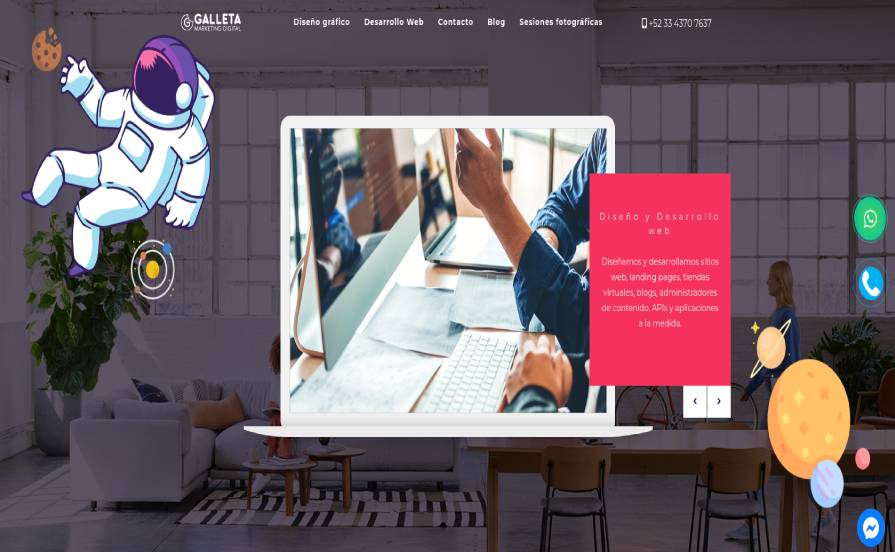 GALLETA
MARKETING DIGITAL
Diseño gráfico
Desarrollo Web
Contacto
Blog
Sesiones fotográficas
+52 33 4370 7637
Diseño y Desarrollo
web
Diseñamos y desarrollamos sitios
web, landing pages, tiendas
virtuales, blogs, administradores
de contenido, APIs y aplicaciones
a la medida.